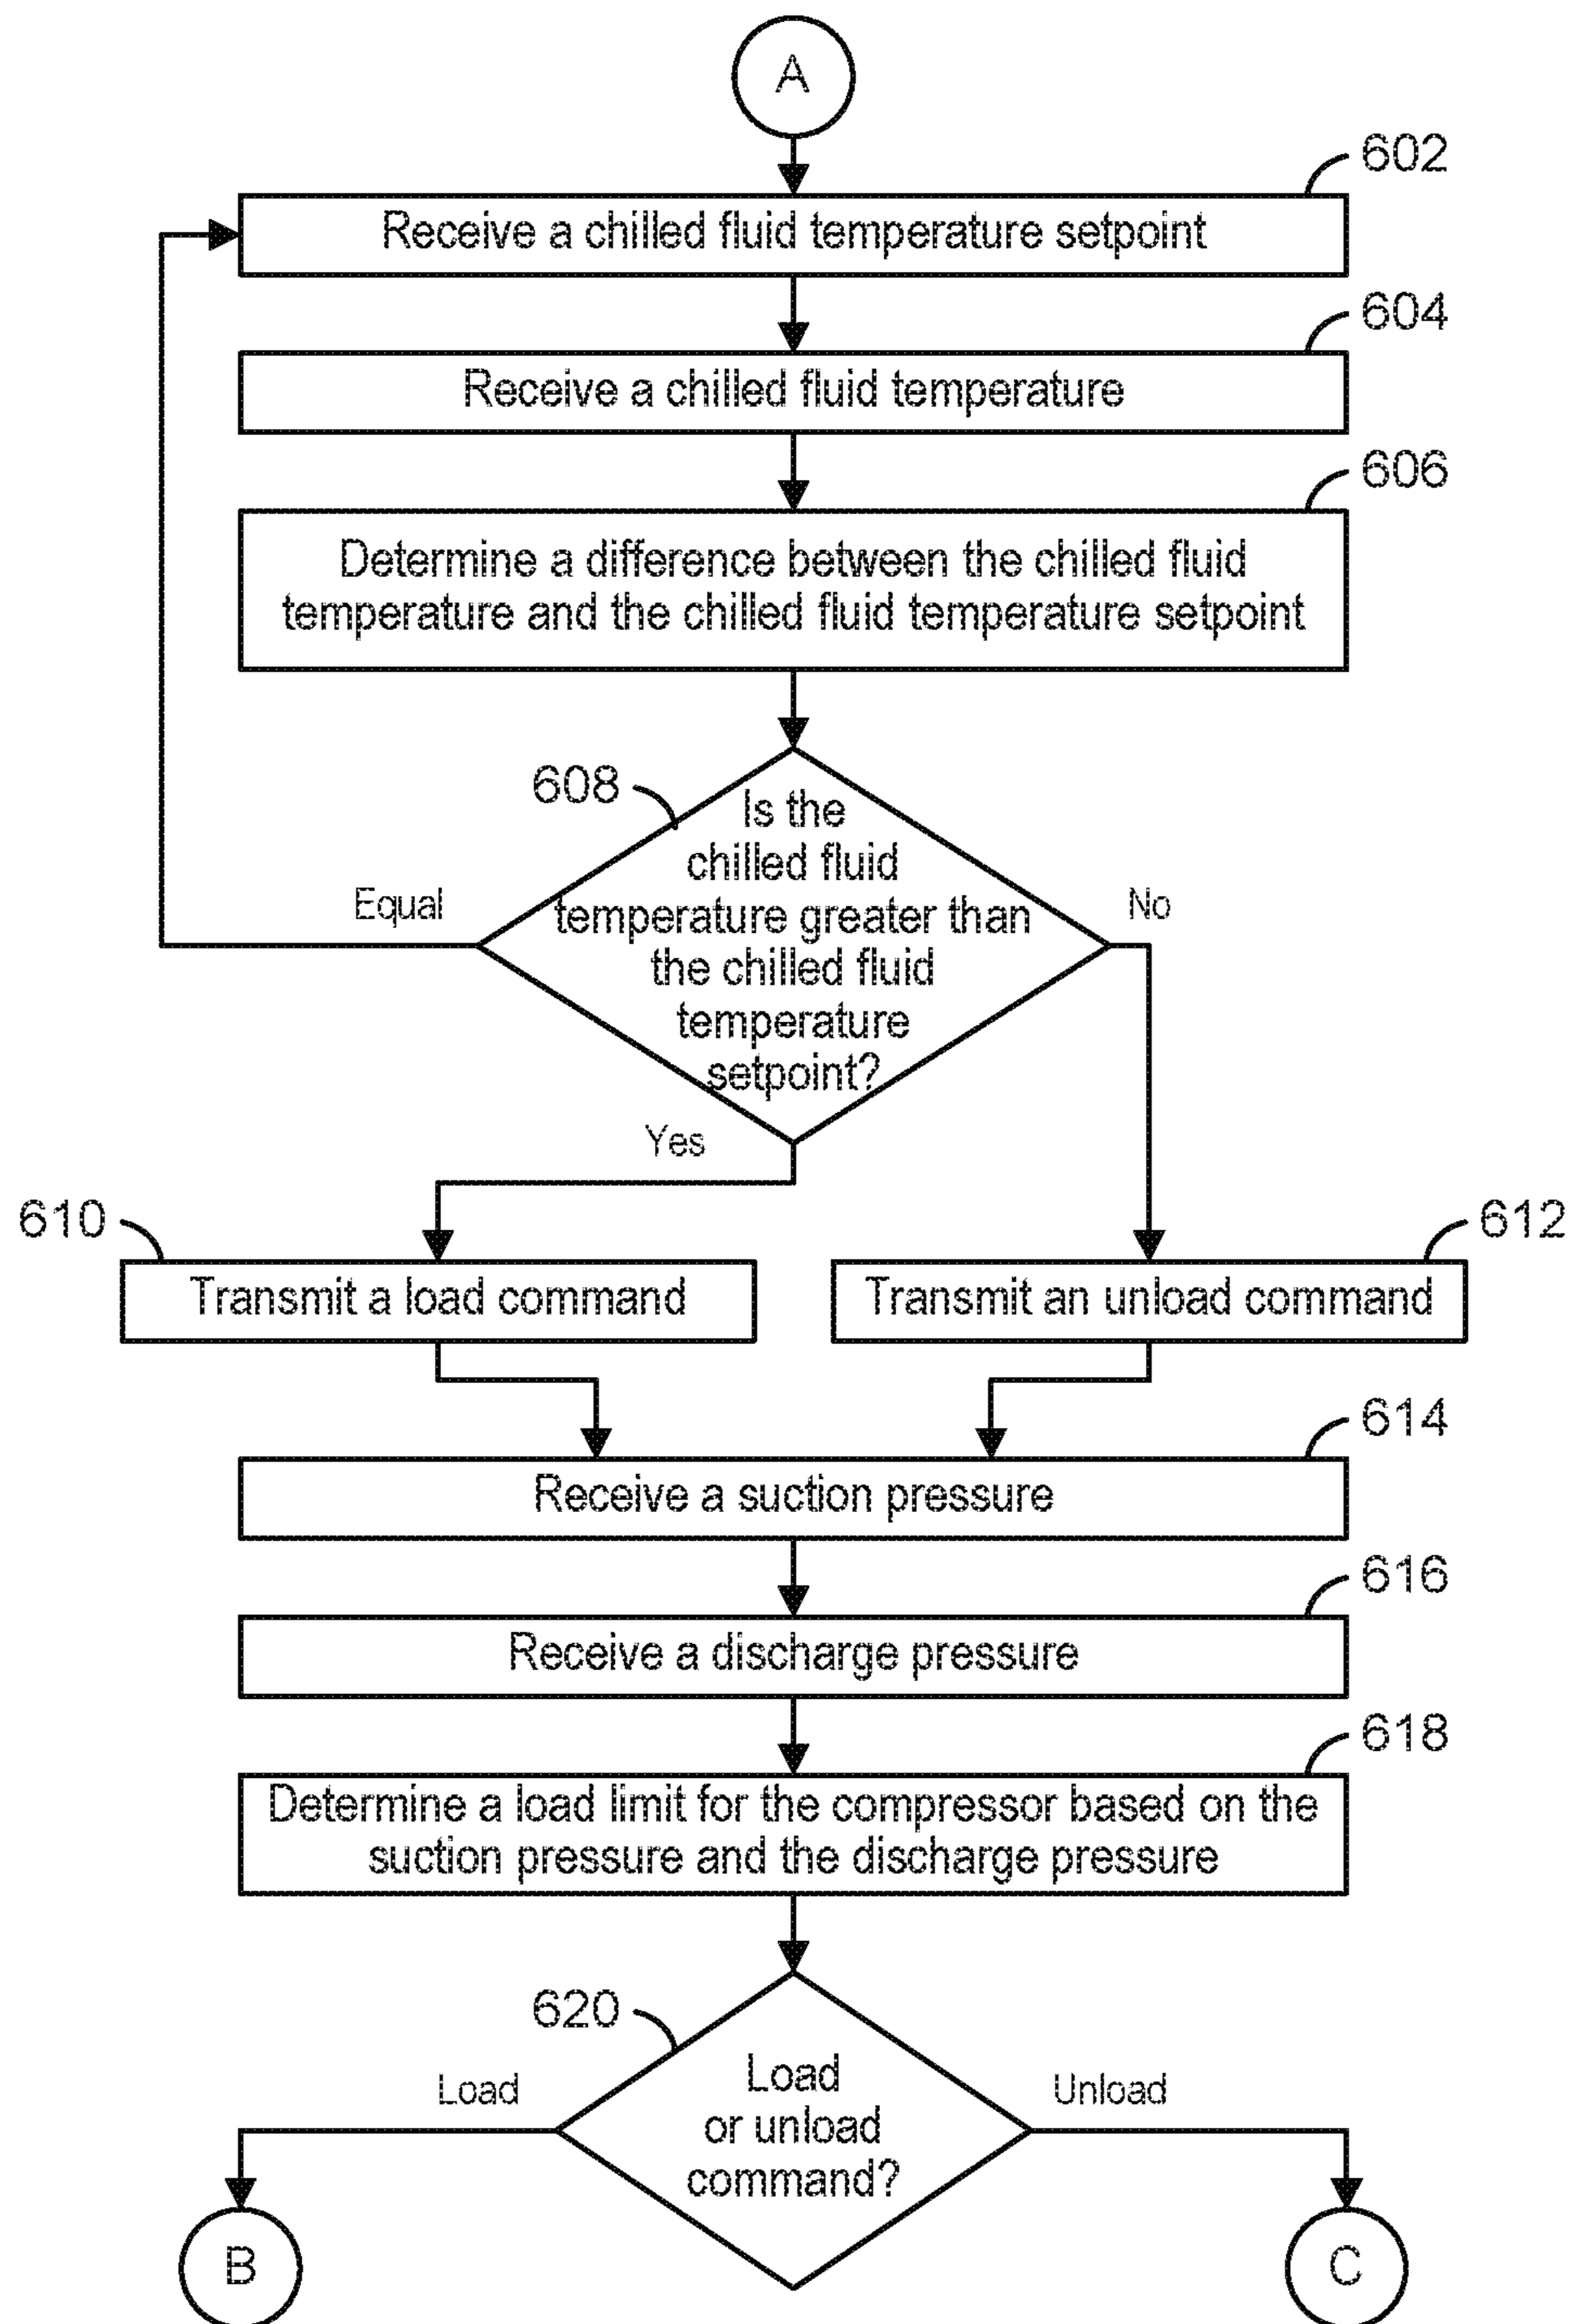 A
602
Receive a chilled fluid temperature setpoint
604
Receive a chilled fluid temperature
606
Determine a difference between the chilled fluid
temperature and the chilled fluid temperature setpoint
608
Is the
chilled fluid
temperature greater than
the chilled fluid
temperature
setpoint?
Equal
No
Yes
610
Transmit a load command
612
Transmit an unload command
614
Receive a suction pressure
616
Receive a discharge pressure
618
Determine a load limit for the compressor based on the
suction pressure and the discharge pressure
620
Load
or unload
command?
Load
Unload
B
C